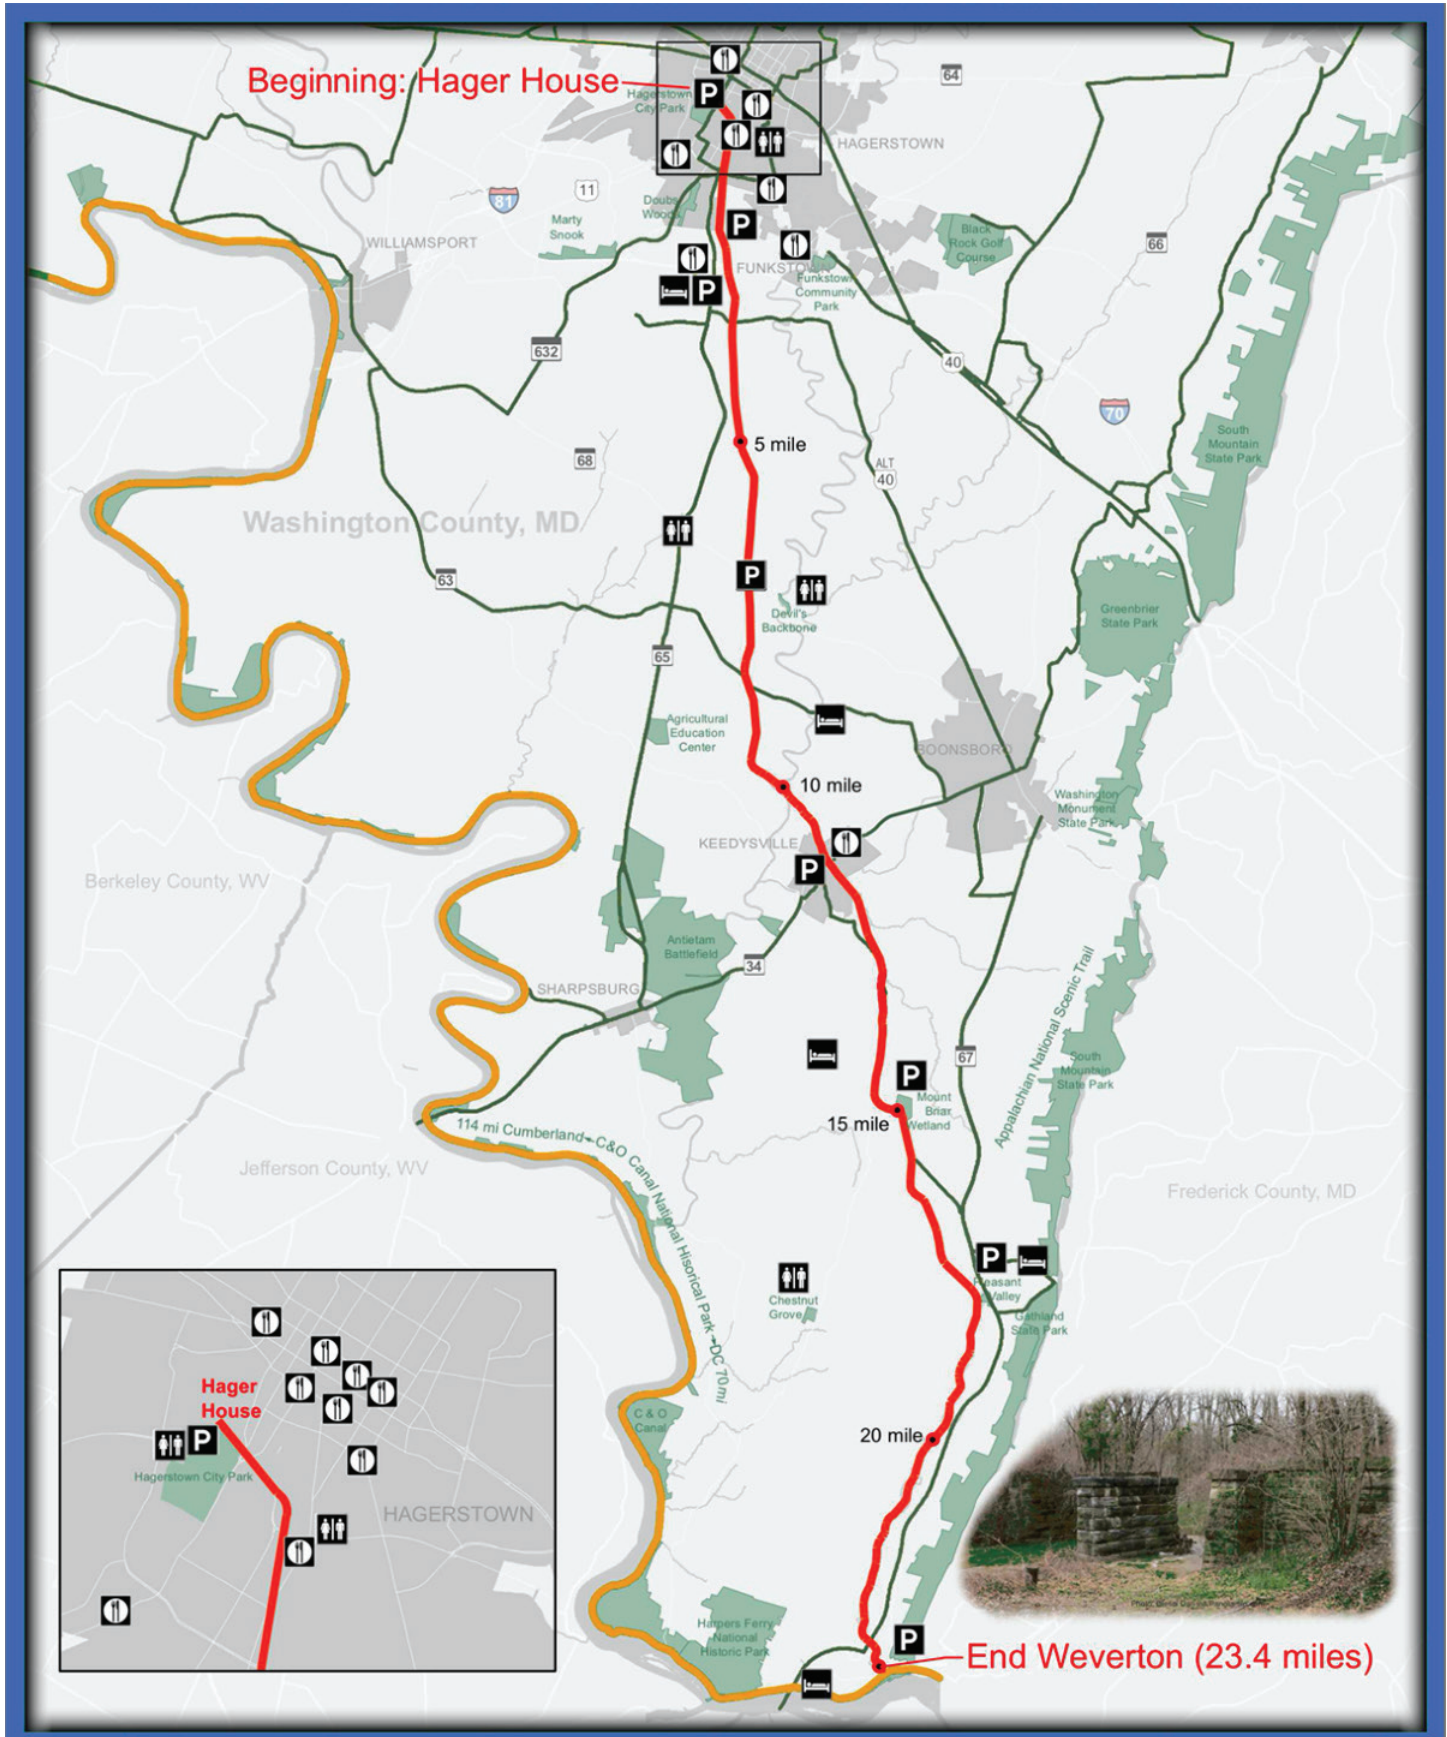 Beginning: Hager House
Hagerstown
City Park
64
HAGERSTOWN
81
11
Doubs
Woods
Marty
Snook
WILLIAMSPORT
Black
Rock Golf
Course
66
FUNKSTOWN
Funkstown
Community
Park
632
40
70
5 mile
South
Mountain
State Park
68
ALT
40
Washington County, MD
63
Devil's
Backbone
Greenbrier
State Park
65
Agricultural
Education
Center
BOONSBORO
10 mile
Washington
Monument
State Park
KEEDYSVILLE
Berkeley County, WV
Antietam
Battlefield
34
SHARPSBURG
Appalachian National Scenic Trail
67
South
Mountain
State Park
Mount
Briar
Wetland
15 mile
114 mi Cumberland←C&O Canal National Hisorical Park→DC 70mi
Jefferson County, WV
Frederick County, MD
Pleasant
Valley
Chestnut
Grove
Gathland
State Park
Hager
House
C & O
Canal
20 mile
Hagerstown City Park
HAGERSTOWN
Harpers Ferry
National
Historic Park
End Weverton (23.4 miles)
P
P
P
P
P
P
P
P
P